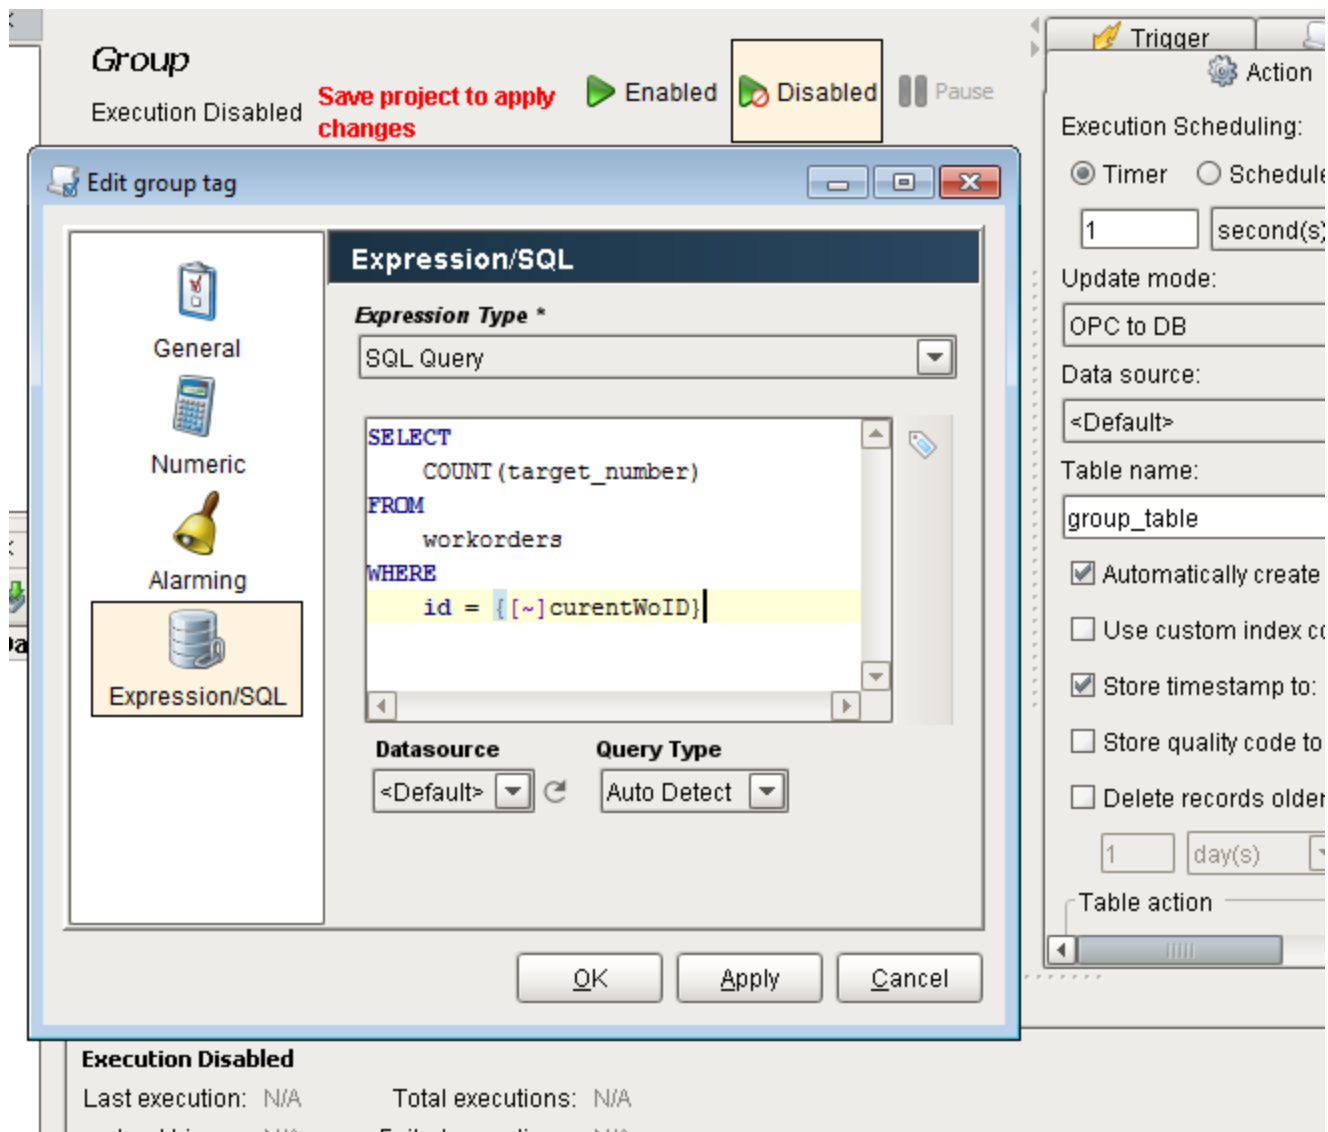 Group
Execution Disabled
Save project to apply
changes
Enabled
Disabled
Pause
Trigger
Action
Execution Scheduling:
Timer
Schedule
1
second(s)
Update mode:
OPC to DB
Data source:
<Default>
Table name:
group_table
Automatically create
Use custom index co
Store timestamp to:
Store quality code to
Delete records older
1
day(s)
Table action
Edit group tag
General
Numeric
Alarming
Expression/SQL
Expression/SQL
Expression Type *
SQL Query
SELECT
COUNT(target_number)
FROM
workorders
WHERE
id = {[~]curentWoID}
Datasource
Query Type
<Default>
Auto Detect
OK
Apply
Cancel
Execution Disabled
Last execution: N/A
Total executions: N/A